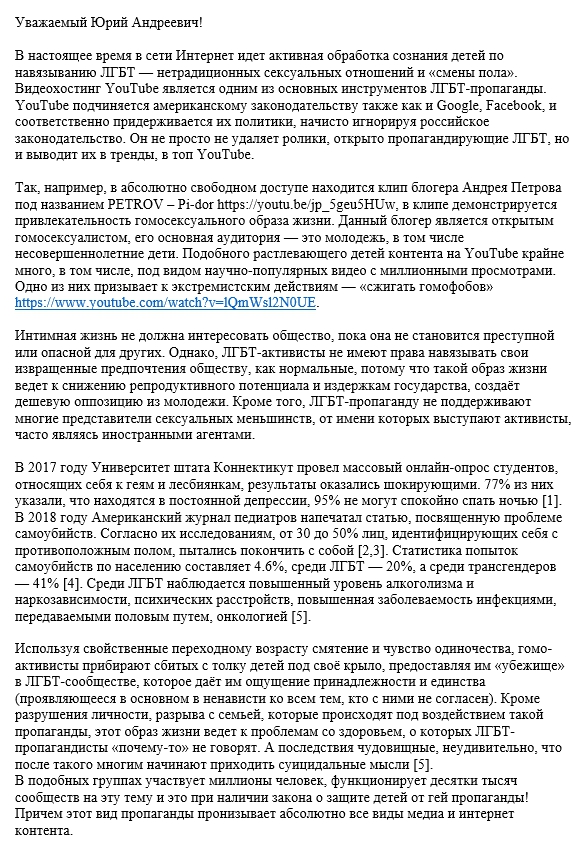 Уважаемый Юрий Андреевич!
В настоящее время в сети Интернет идет активная обработка сознания детей по
навязыванию ЛГБТ — нетрадиционных сексуальных отношений и «смены пола».
Видеохостинг YouTube является одним из основных инструментов ЛГБТ-пропаганды.
YouTube подчиняется американскому законодательству также как и Google, Facebook, и
соответственно придерживается их политики, начисто игнорируя российское
законодательство. Он не просто не удаляет ролики, открыто пропагандирующие ЛГБТ, но
и выводит их в тренды, в топ YouTube.
Так, например, в абсолютно свободном доступе находится клип блогера Андрея Петрова
под названием PETROV – Pi-dor https://youtu.be/jp_5geu5HUw, в клипе демонстрируется
привлекательность гомосексуального образа жизни. Данный блогер является открытым
гомосексуалистом, его основная аудитория — это молодежь, в том числе
несовершеннолетние дети. Подобного растлевающего детей контента на YouTube крайне
много, в том числе, под видом научно-популярных видео с миллионными просмотрами.
Одно из них призывает к экстремистским действиям — «сжигать гомофобов»
https://www.youtube.com/watch?v=lQmWsl2N0UE.
Интимная жизнь не должна интересовать общество, пока она не становится преступной
или опасной для других. Однако, ЛГБТ-активисты не имеют права навязывать свои
извращенные предпочтения обществу, как нормальные, потому что такой образ жизни
ведет к снижению репродуктивного потенциала и издержкам государства, создаёт
дешевую оппозицию из молодежи. Кроме того, ЛГБТ-пропаганду не поддерживают
многие представители сексуальных меньшинств, от имени которых выступают активисты,
часто являясь иностранными агентами.
В 2017 году Университет штата Коннектикут провел массовый онлайн-опрос студентов,
относящих себя к геям и лесбиянкам, результаты оказались шокирующими. 77% из них
указали, что находятся в постоянной депрессии, 95% не могут спокойно спать ночью [1].
В 2018 году Американский журнал педиатров напечатал статью, посвященную проблеме
самоубийств. Согласно их исследованиям, от 30 до 50% лиц, идентифицирующих себя с
противоположным полом, пытались покончить с собой [2,3]. Статистика попыток
самоубийств по населению составляет 4.6%, среди ЛГБТ — 20%, а среди трансгендеров
— 41% [4]. Среди ЛГБТ наблюдается повышенный уровень алкоголизма и
наркозависимости, психических расстройств, повышенная заболеваемость инфекциями,
передаваемыми половым путем, онкологией [5].
Используя свойственные переходному возрасту смятение и чувство одиночества, гомо-
активисты прибирают сбитых с толку детей под своё крыло, предоставляя им «убежище»
в ЛГБТ-сообществе, которое даёт им ощущение принадлежности и единства
(проявляющееся в основном в ненависти ко всем тем, кто с ними не согласен). Кроме
разрушения личности, разрыва с семьей, которые происходят под воздействием такой
пропаганды, этот образ жизни ведет к проблемам со здоровьем, о которых ЛГБТ-
пропагандисты «почему-то» не говорят. А последствия чудовищные, неудивительно, что
после такого многим начинают приходить суицидальные мысли [5].
В подобных группах участвует миллионы человек, функционирует десятки тысяч
сообществ на эту тему и это при наличии закона о защите детей от гей пропаганды!
Причем этот вид пропаганды пронизывает абсолютно все виды медиа и интернет
контента.